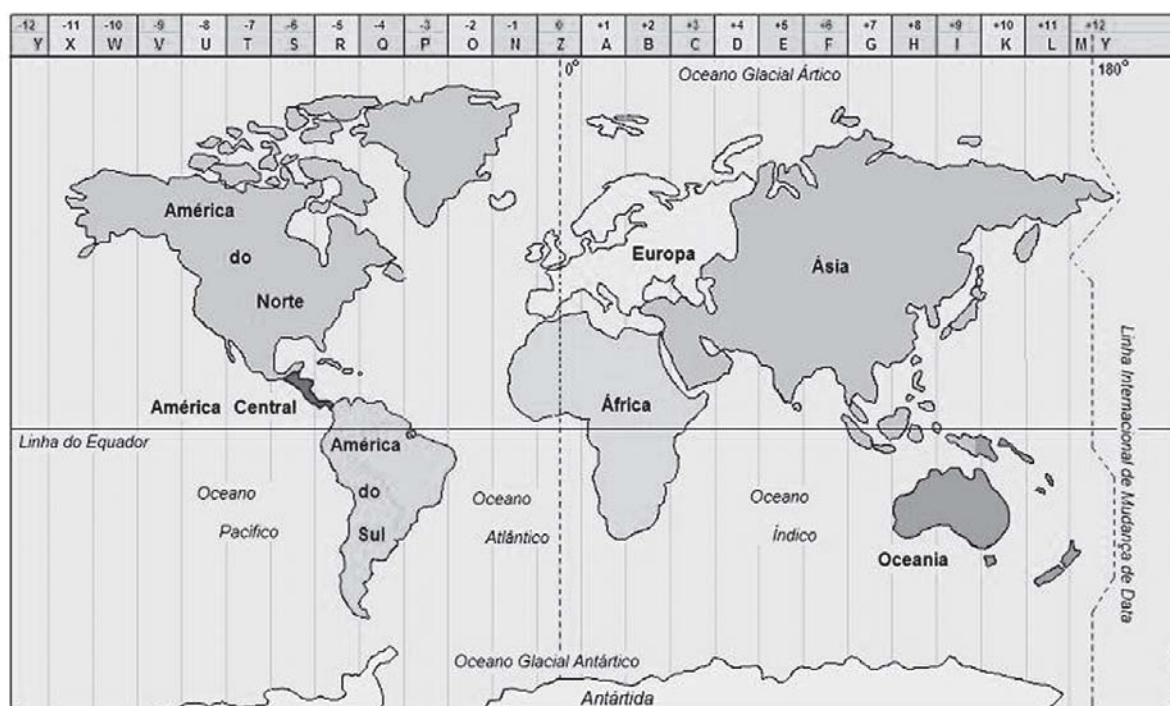 -12 -11 -10 -9 -8 -7 -6 -5 -4 -3 -2 -1 0 +1 +2 +3 +4 +5 +6 +7 +8 +9 +10 +11 +12
Y X W V U T S R Q P O N Z A B C D E F G H I K L M Y
0°
Oceano Glacial Ártico
180°
América
do
Norte
Europa
Ásia
América Central
África
Linha do Equador
América
do
Sul
Oceano
Pacífico
Oceano
Atlântico
Oceano
Índico
Oceania
Linha Internacional de Mudança de Data
Oceano Glacial Antártico
Antártida